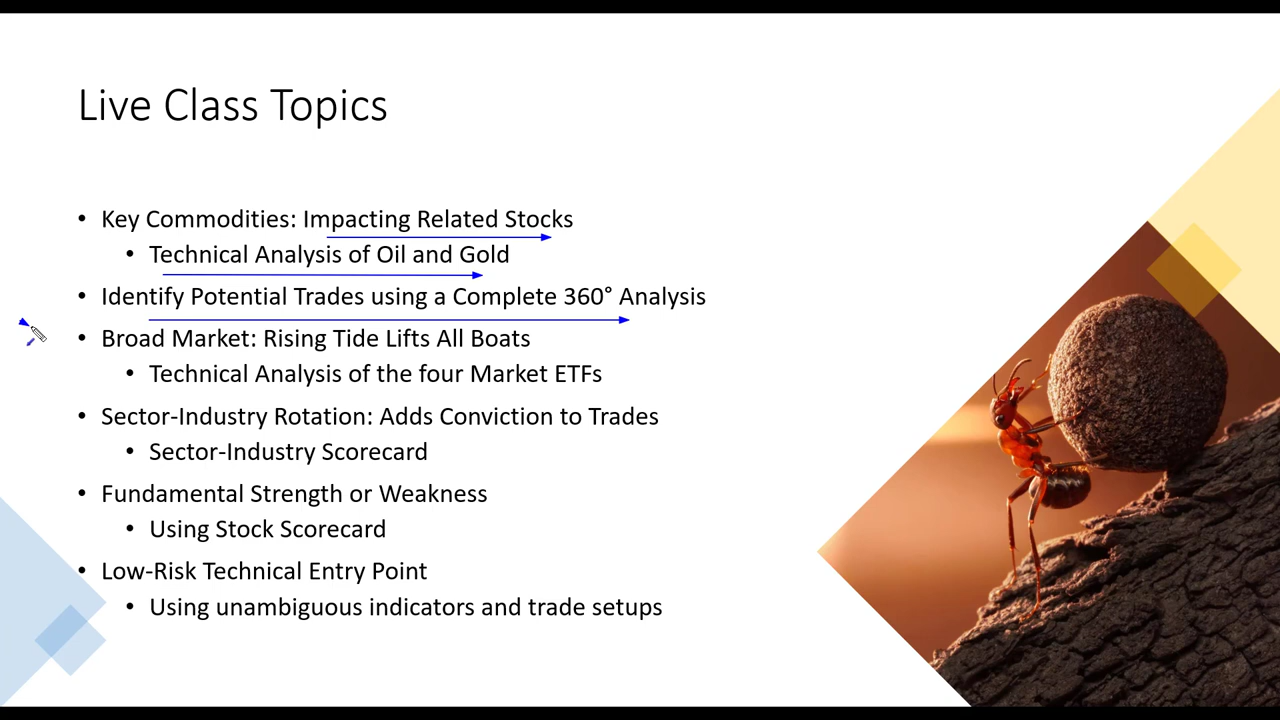 Live Class Topics
• Key Commodities: Impacting Related Stocks
• Technical Analysis of Oil and Gold
• Identify Potential Trades using a Complete 360° Analysis
• Broad Market: Rising Tide Lifts All Boats
• Technical Analysis of the four Market ETFs
• Sector-Industry Rotation: Adds Conviction to Trades
• Sector-Industry Scorecard
• Fundamental Strength or Weakness
• Using Stock Scorecard
• Low-Risk Technical Entry Point
• Using unambiguous indicators and trade setups